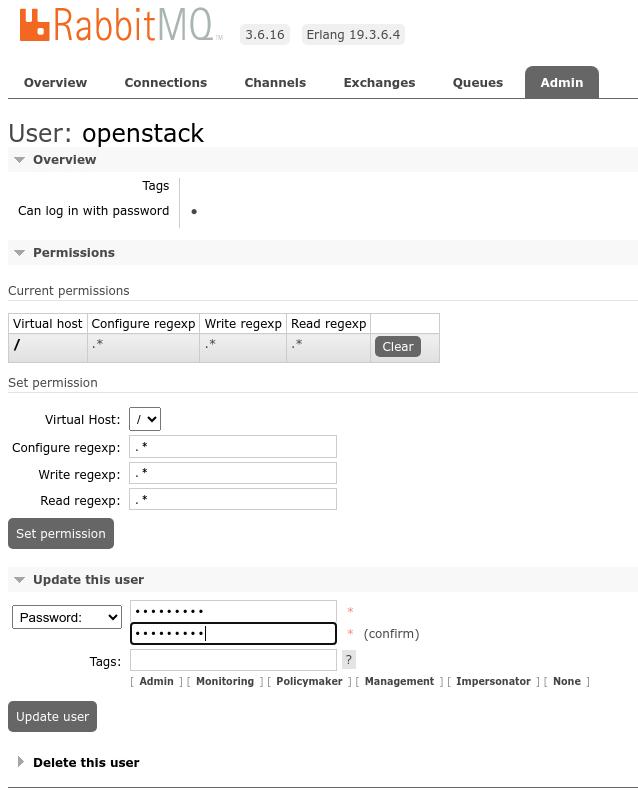 RabbitMQ™ 3.6.16 Erlang 19.3.6.4
Overview Connections Channels Exchanges Queues Admin
User: openstack
Overview
Tags
Can log in with password •
Permissions
Current permissions
Virtual host Configure regexp Write regexp Read regexp
/ .* .* .* Clear
Set permission
Virtual Host: /
Configure regexp: .*
Write regexp: .*
Read regexp: .*
Set permission
Update this user
Password: ••••••••• *
••••••••• * (confirm)
Tags: ?
[ Admin ] [ Monitoring ] [ Policymaker ] [ Management ] [ Impersonator ] [ None ]
Update user
Delete this user